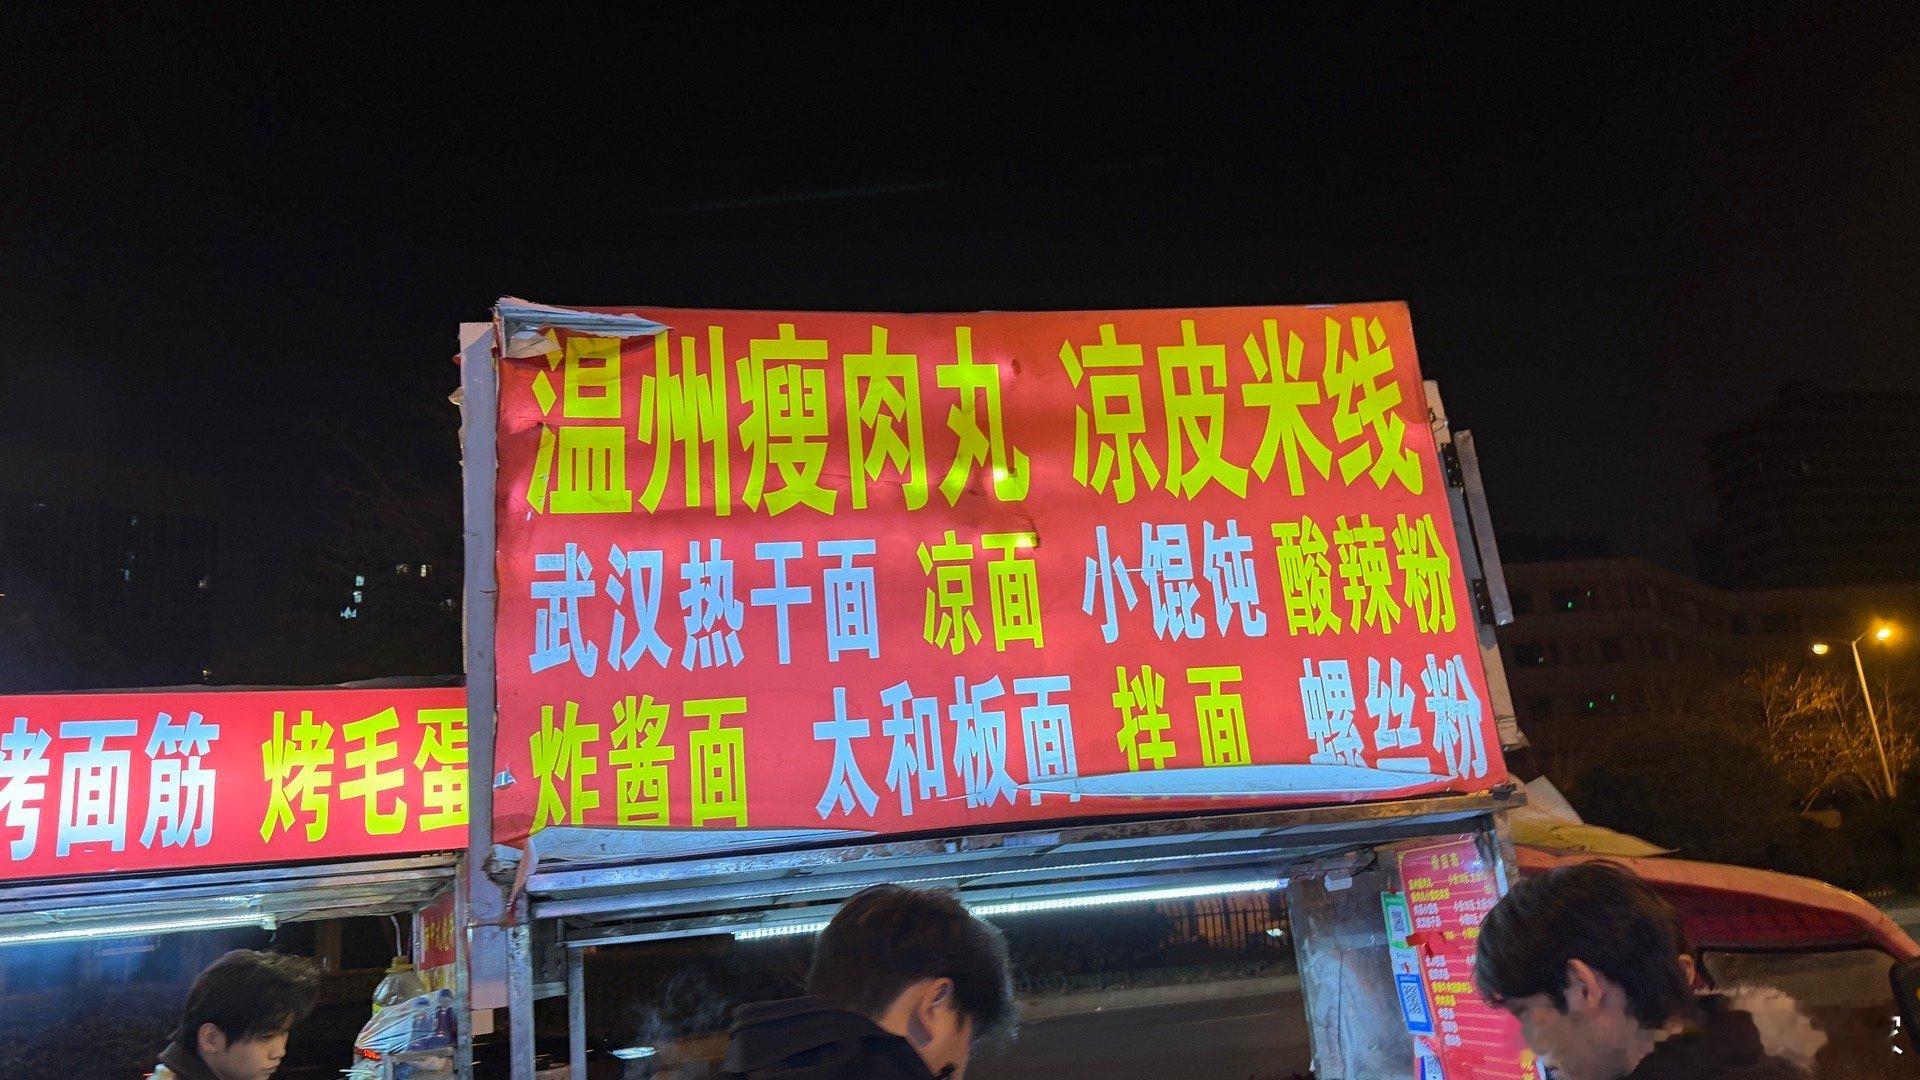 温州瘦肉丸 凉皮米线
武汉热干面 凉面 小馄饨 酸辣粉
炸酱面 太和板面 拌面 螺丝粉
烤面筋 烤毛蛋